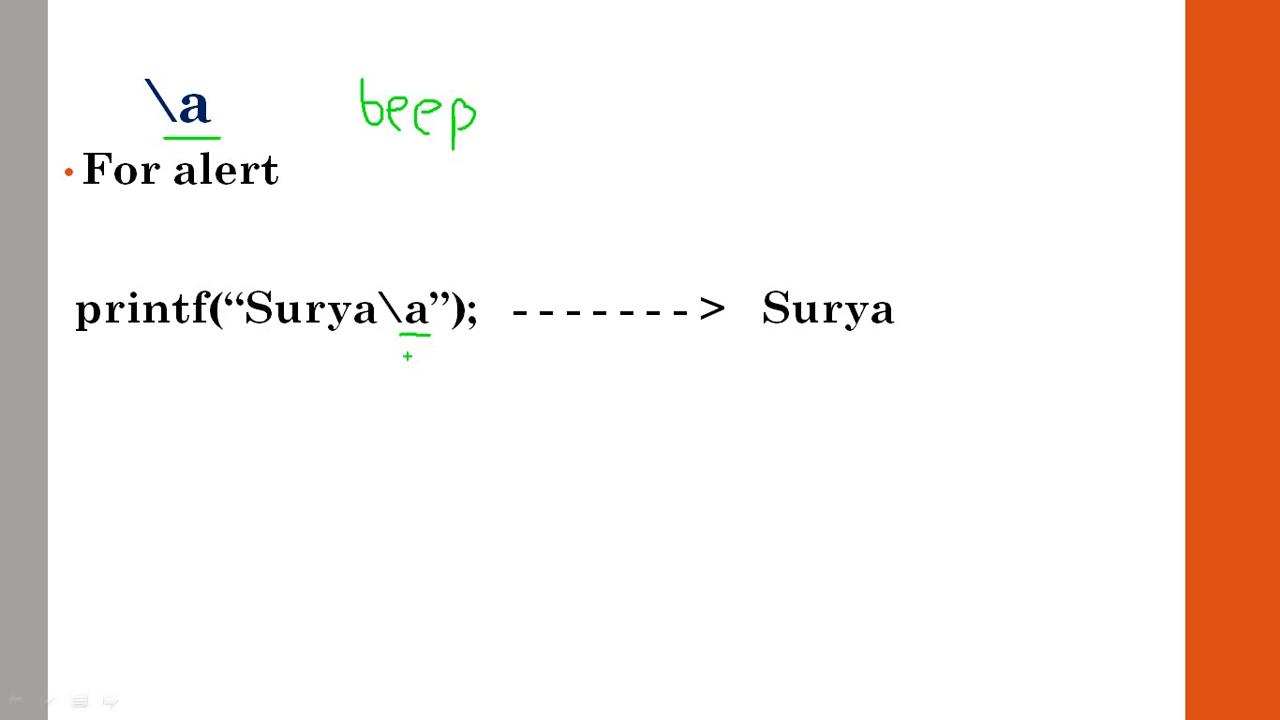 \a beep
• For alert
printf(“Surya\a”); -------> Surya